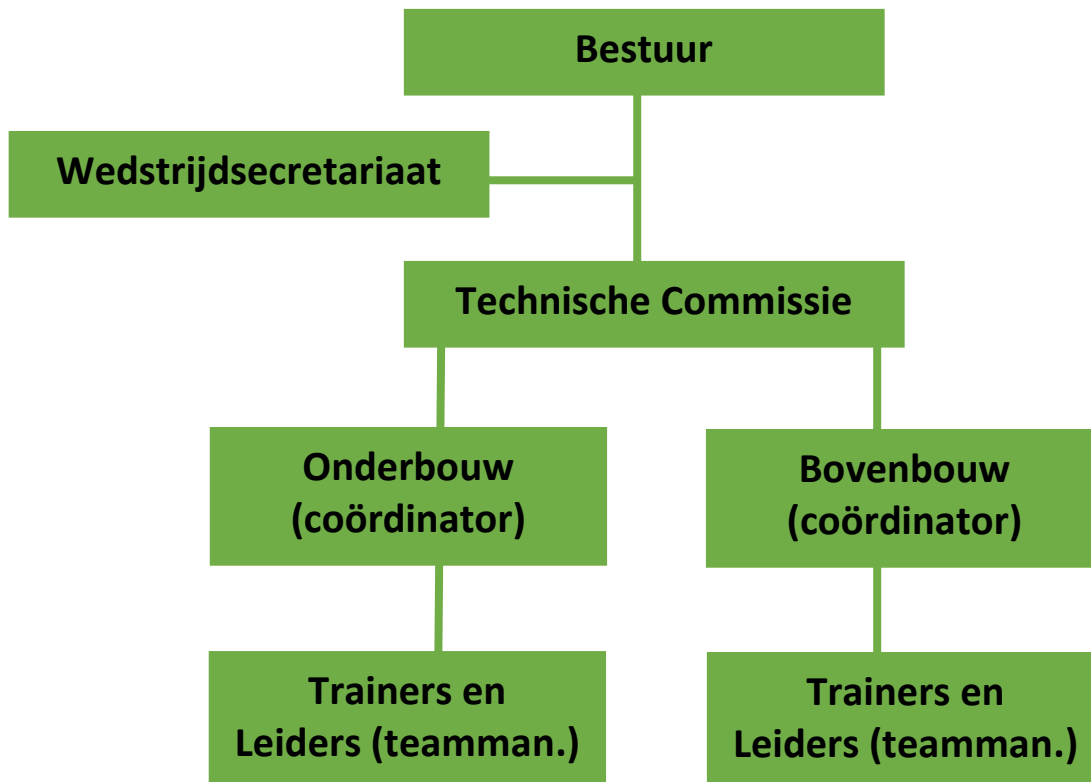 Bestuur
Wedstrijdsecretariaat
Technische Commissie
Onderbouw
(coördinator)
Bovenbouw
(coördinator)
Trainers en
Leiders (teamman.)
Trainers en
Leiders (teamman.)